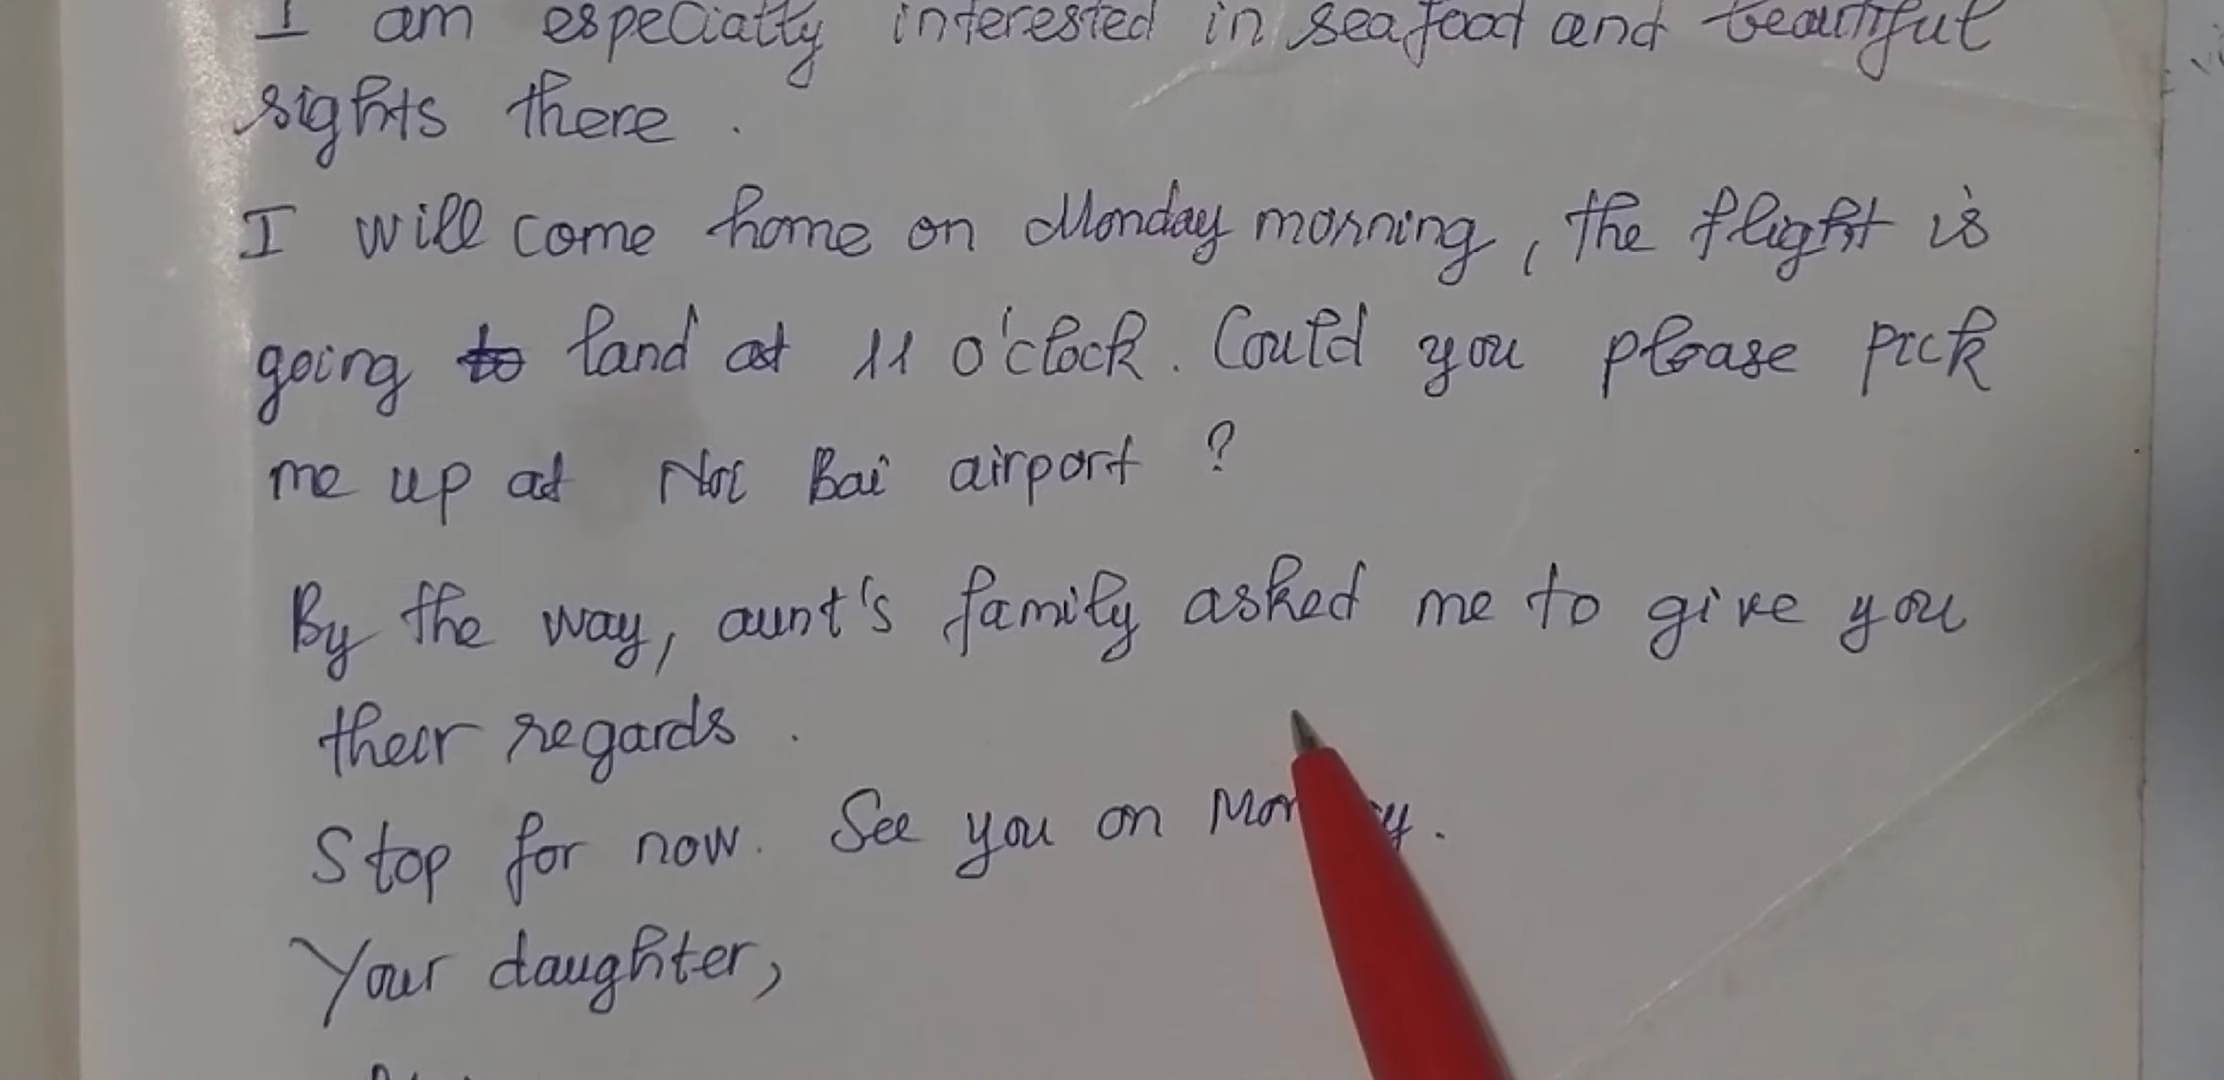 I am especially interested in seafood and beautiful
sights there .
I will come home on Monday morning, the flight is
going to land at 11 o'clock. Could you please pick
me up at Noi Bai airport ?
By the way, aunt's family asked me to give you
their regards .
Stop for now. See you on Monday.
Your daughter,